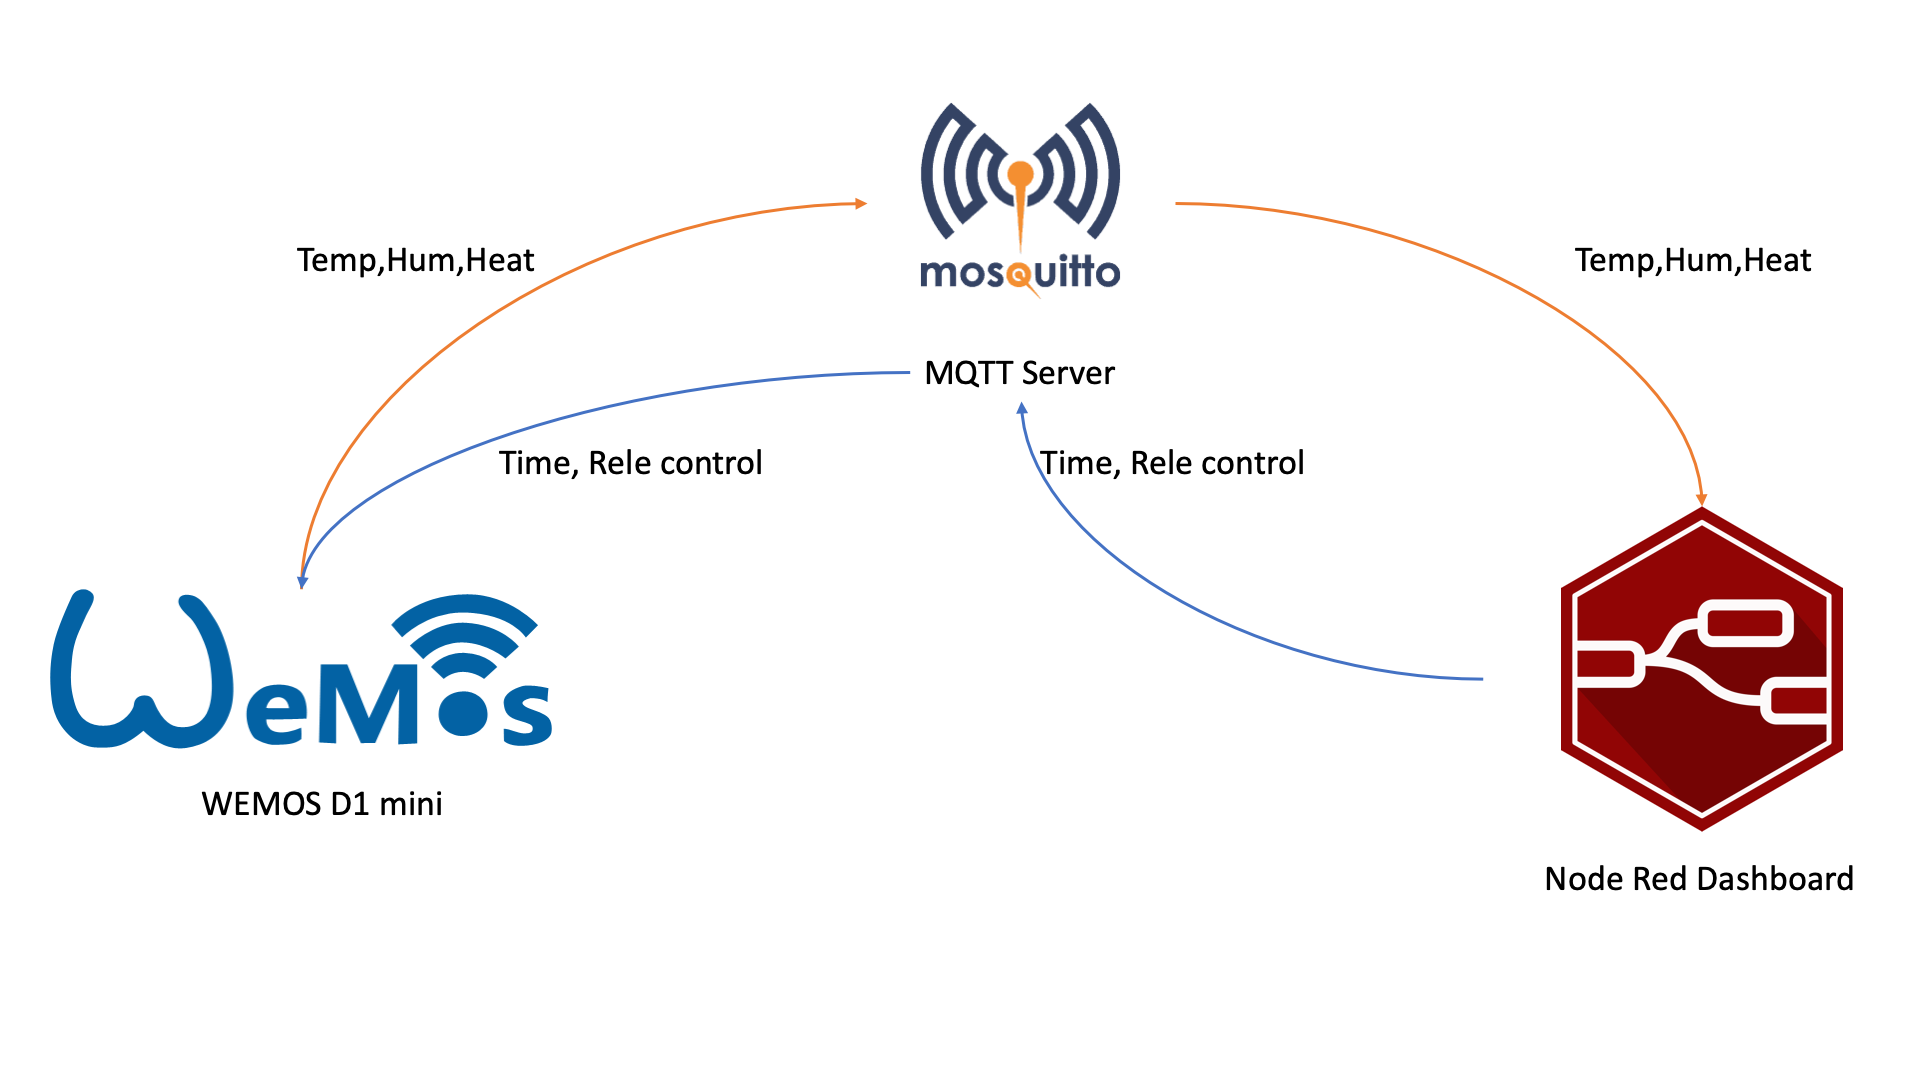 mosquitto
Temp,Hum,Heat
Temp,Hum,Heat
MQTT Server
Time, Rele control
Time, Rele control
WeMos
WEMOS D1 mini
Node Red Dashboard